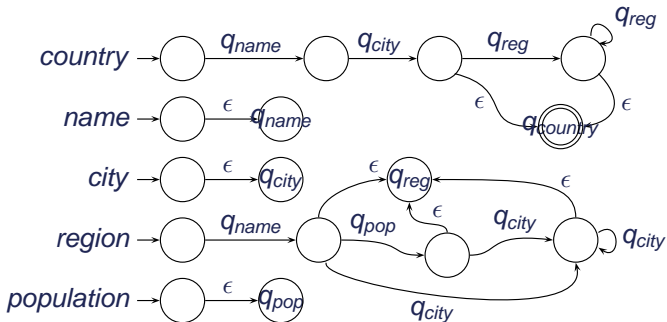 country q_name q_city q_reg q_reg
ϵ ϵ
name ϵ q_name q_country
city ϵ q_city ϵ q_reg ϵ
region q_name q_pop ϵ q_city q_city
population ϵ q_pop q_city